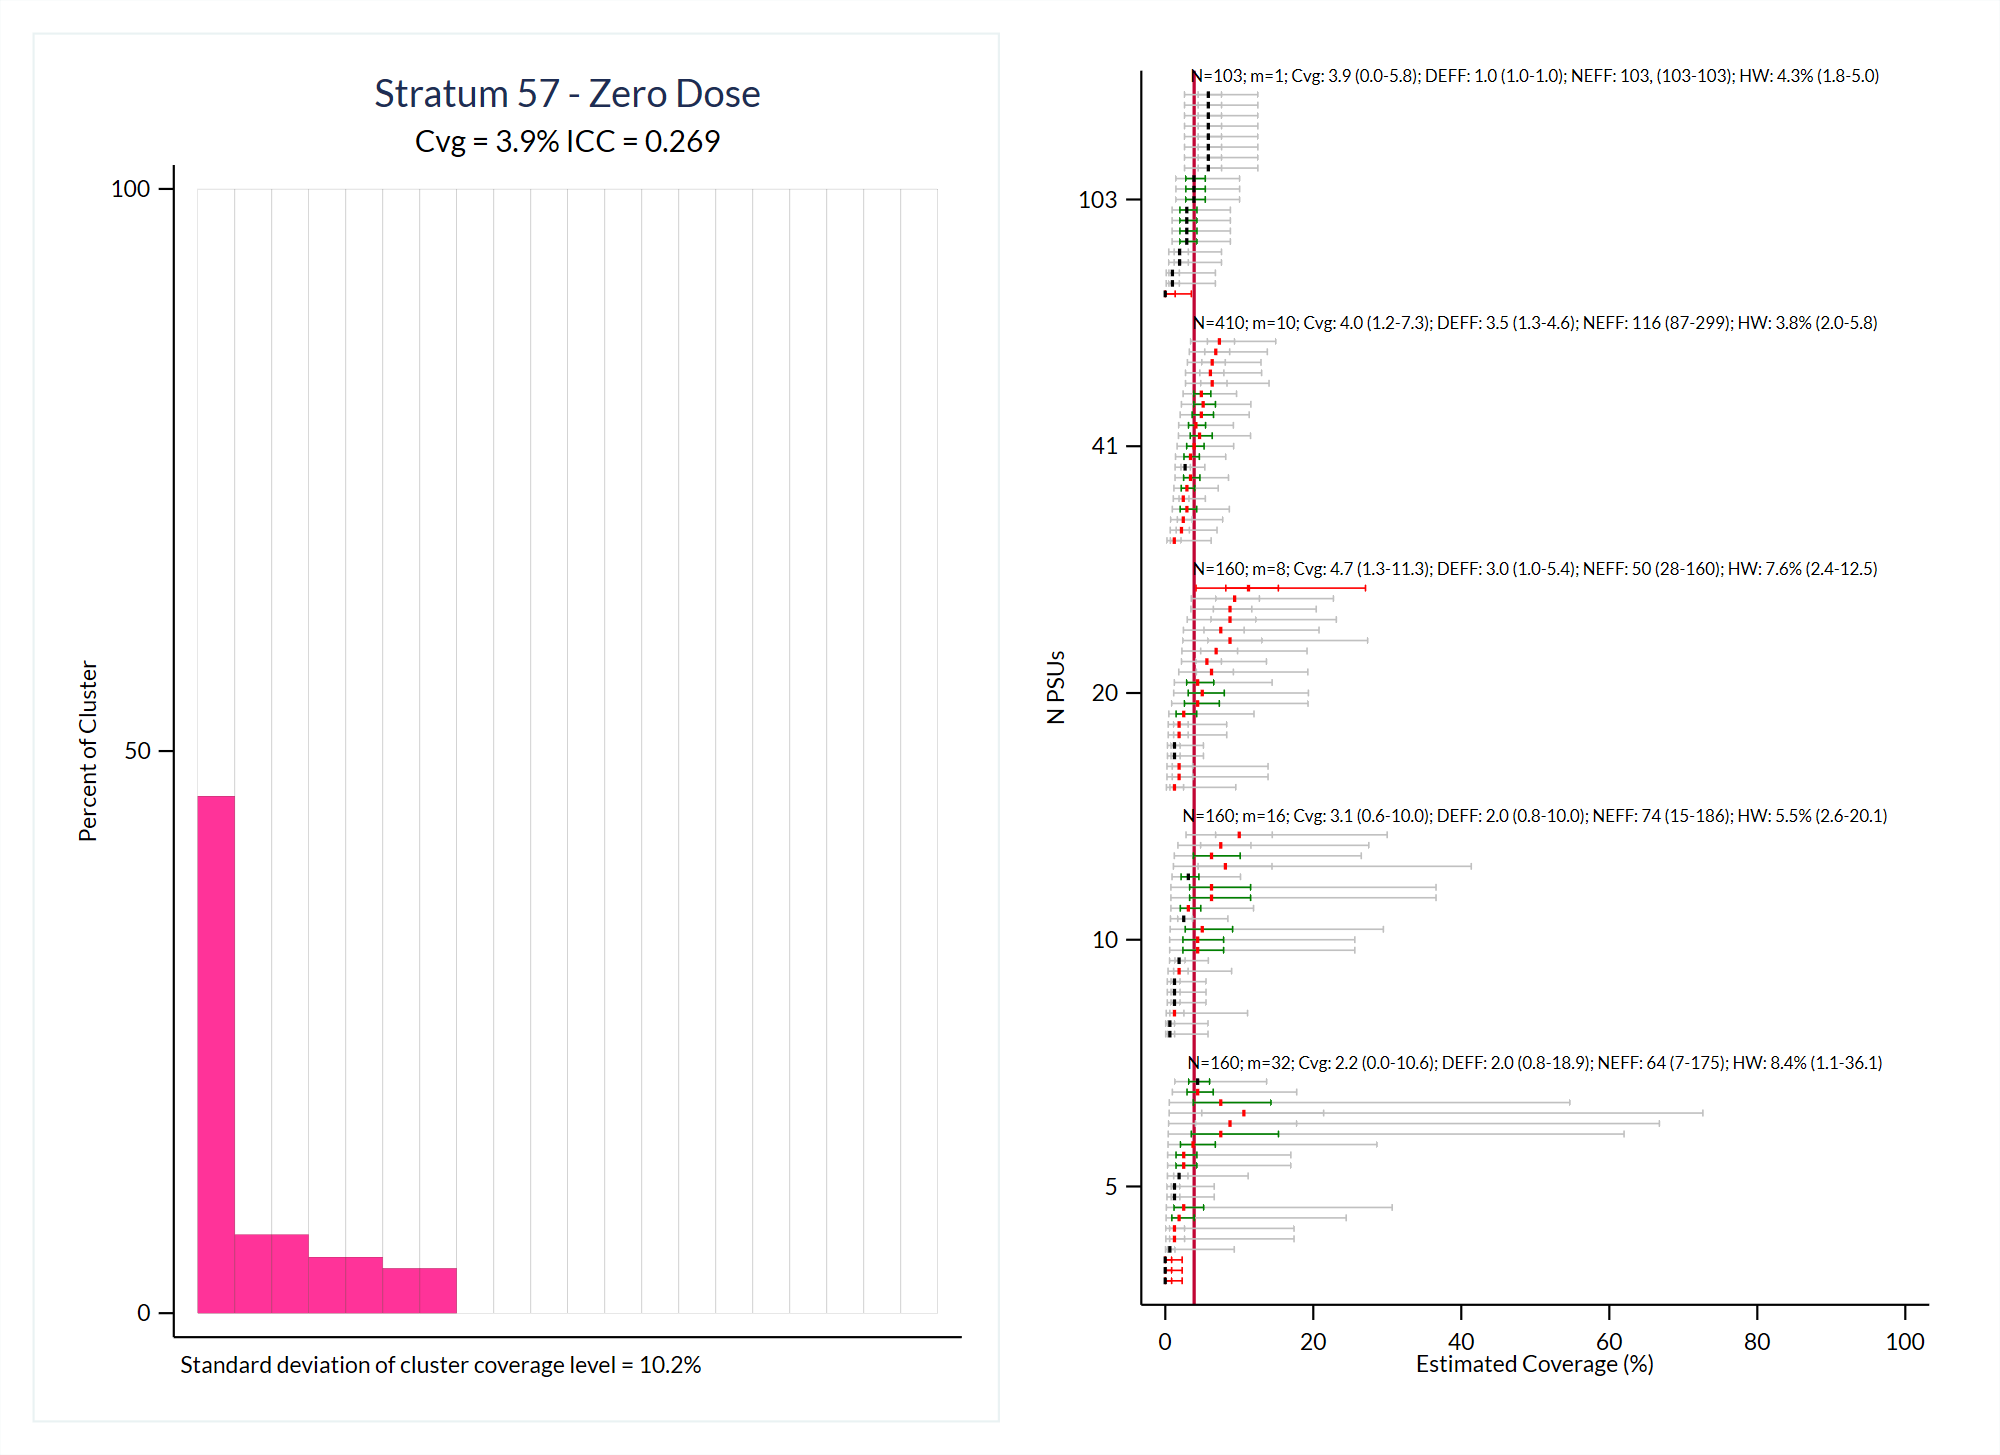 Stratum 57 - Zero Dose
Cvg = 3.9% ICC = 0.269
100
50
0
Percent of Cluster
Standard deviation of cluster coverage level = 10.2%
N=103; m=1; Cvg: 3.9 (0.0-5.8); DEFF: 1.0 (1.0-1.0); NEFF: 103, (103-103); HW: 4.3% (1.8-5.0)
103
N=410; m=10; Cvg: 4.0 (1.2-7.3); DEFF: 3.5 (1.3-4.6); NEFF: 116 (87-299); HW: 3.8% (2.0-5.8)
41
N=160; m=8; Cvg: 4.7 (1.3-11.3); DEFF: 3.0 (1.0-5.4); NEFF: 50 (28-160); HW: 7.6% (2.4-12.5)
N PSUs
20
N=160; m=16; Cvg: 3.1 (0.6-10.0); DEFF: 2.0 (0.8-10.0); NEFF: 74 (15-186); HW: 5.5% (2.6-20.1)
10
N=160; m=32; Cvg: 2.2 (0.0-10.6); DEFF: 2.0 (0.8-18.9); NEFF: 64 (7-175); HW: 8.4% (1.1-36.1)
5
0 20 40 60 80 100
Estimated Coverage (%)